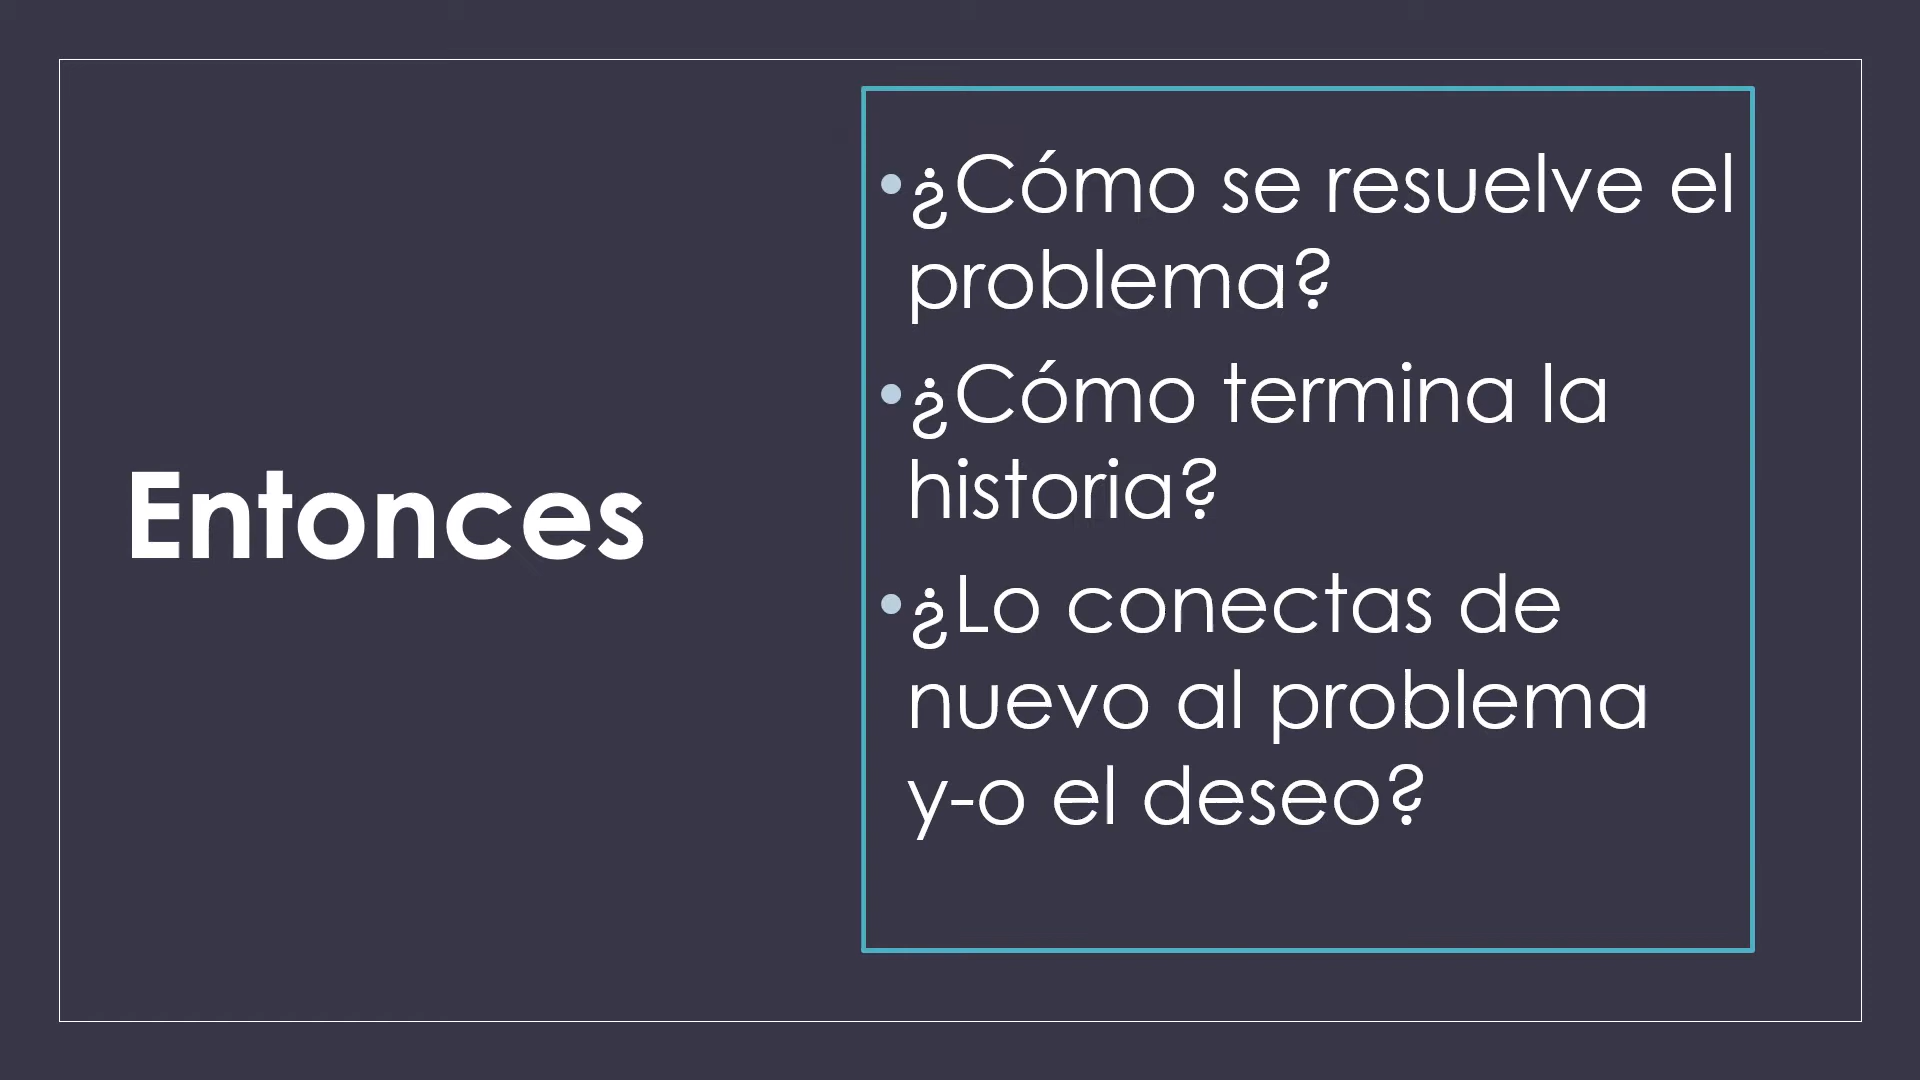 Entonces
•¿Cómo se resuelve el
problema?
•¿Cómo termina la
historia?
•¿Lo conectas de
nuevo al problema
y-o el deseo?